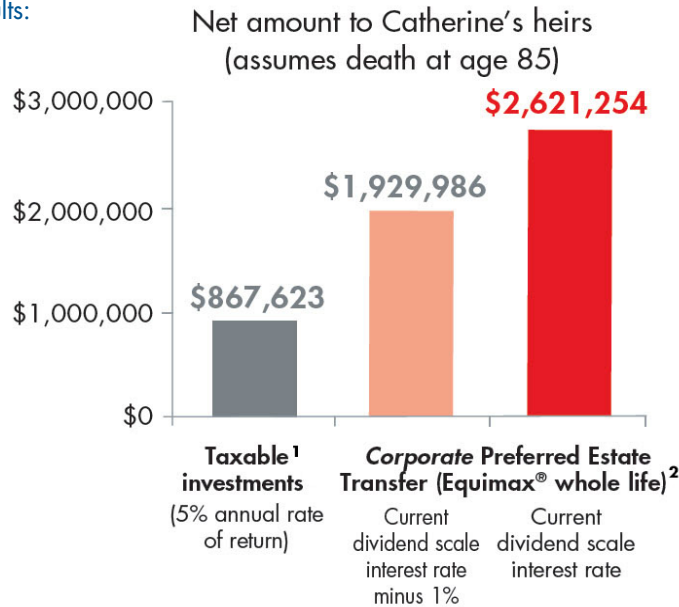 lts:
Net amount to Catherine's heirs
(assumes death at age 85)
$3,000,000
$2,621,254
$1,929,986
$2,000,000
$867,623
$1,000,000
$0
Taxable¹
investments
(5% annual rate
of return)
Corporate Preferred Estate
Transfer (Equimax® whole life)²
Current
dividend scale
interest rate
minus 1%
Current
dividend scale
interest rate